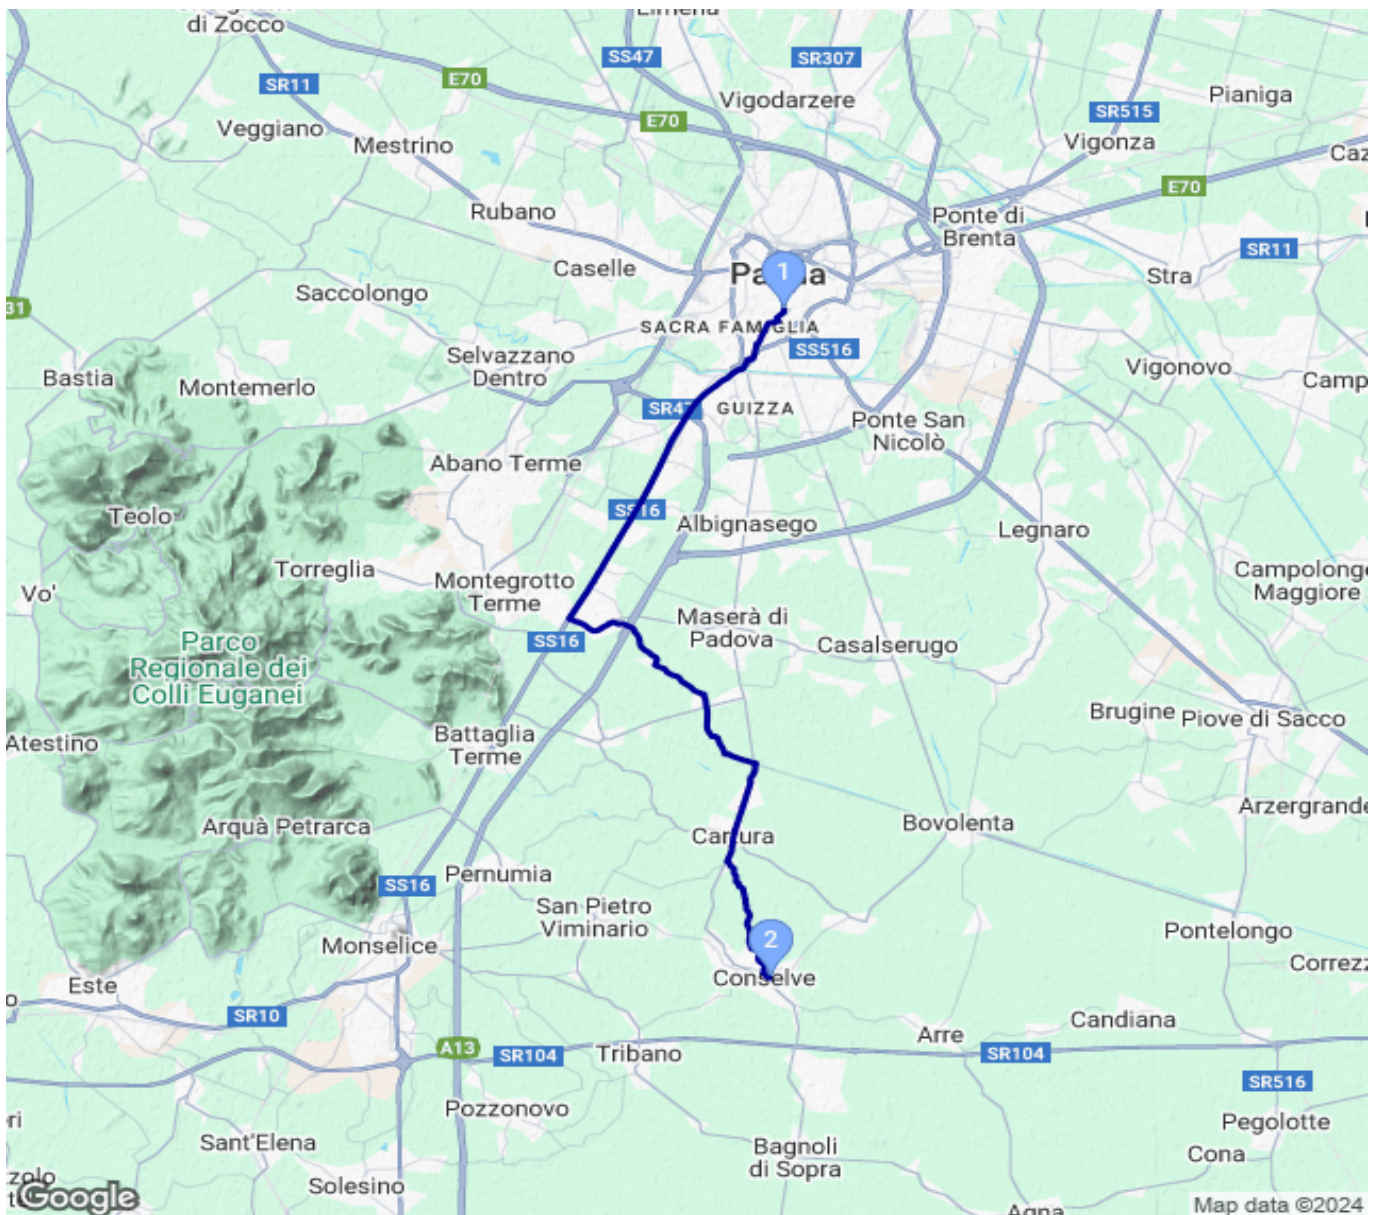 di Zocco
SS47
SR307
E70
SR11
Vigodarzere
Pianiga
SR515
E70
Veggiano
Mestrino
Vigonza
E70
Rubano
Ponte di
Brenta
SR11
Caselle
1
Stra
Saccolongo
SACRA FAMIGLIA
SS516
Selvazzano
Dentro
Vigonovo
Bastia
Montemerlo
GUIZZA
Ponte San
Nicolò
Abano Terme
SS16
Teolo
Albignasego
Legnaro
Torreglia
Montegrotto
Terme
Campolongo
Maggiore
Vo'
Maserà di
Padova
Parco
Regionale dei
Colli Euganei
SS16
Casalserugo
Brugine
Piove di Sacco
Battaglia
Terme
Atestino
Arzergrande
Arquà Petrarca
Cartura
Bovolenta
Pernumia
SS16
San Pietro
Viminario
Pontelongo
Monselice
2
Conselve
Este
SR10
Candiana
Arre
A13
SR104
Tribano
SR104
SR516
Pozzonovo
Pegolotte
Sant'Elena
Bagnoli
di Sopra
Cona
Solesino
Google
Map data ©2024